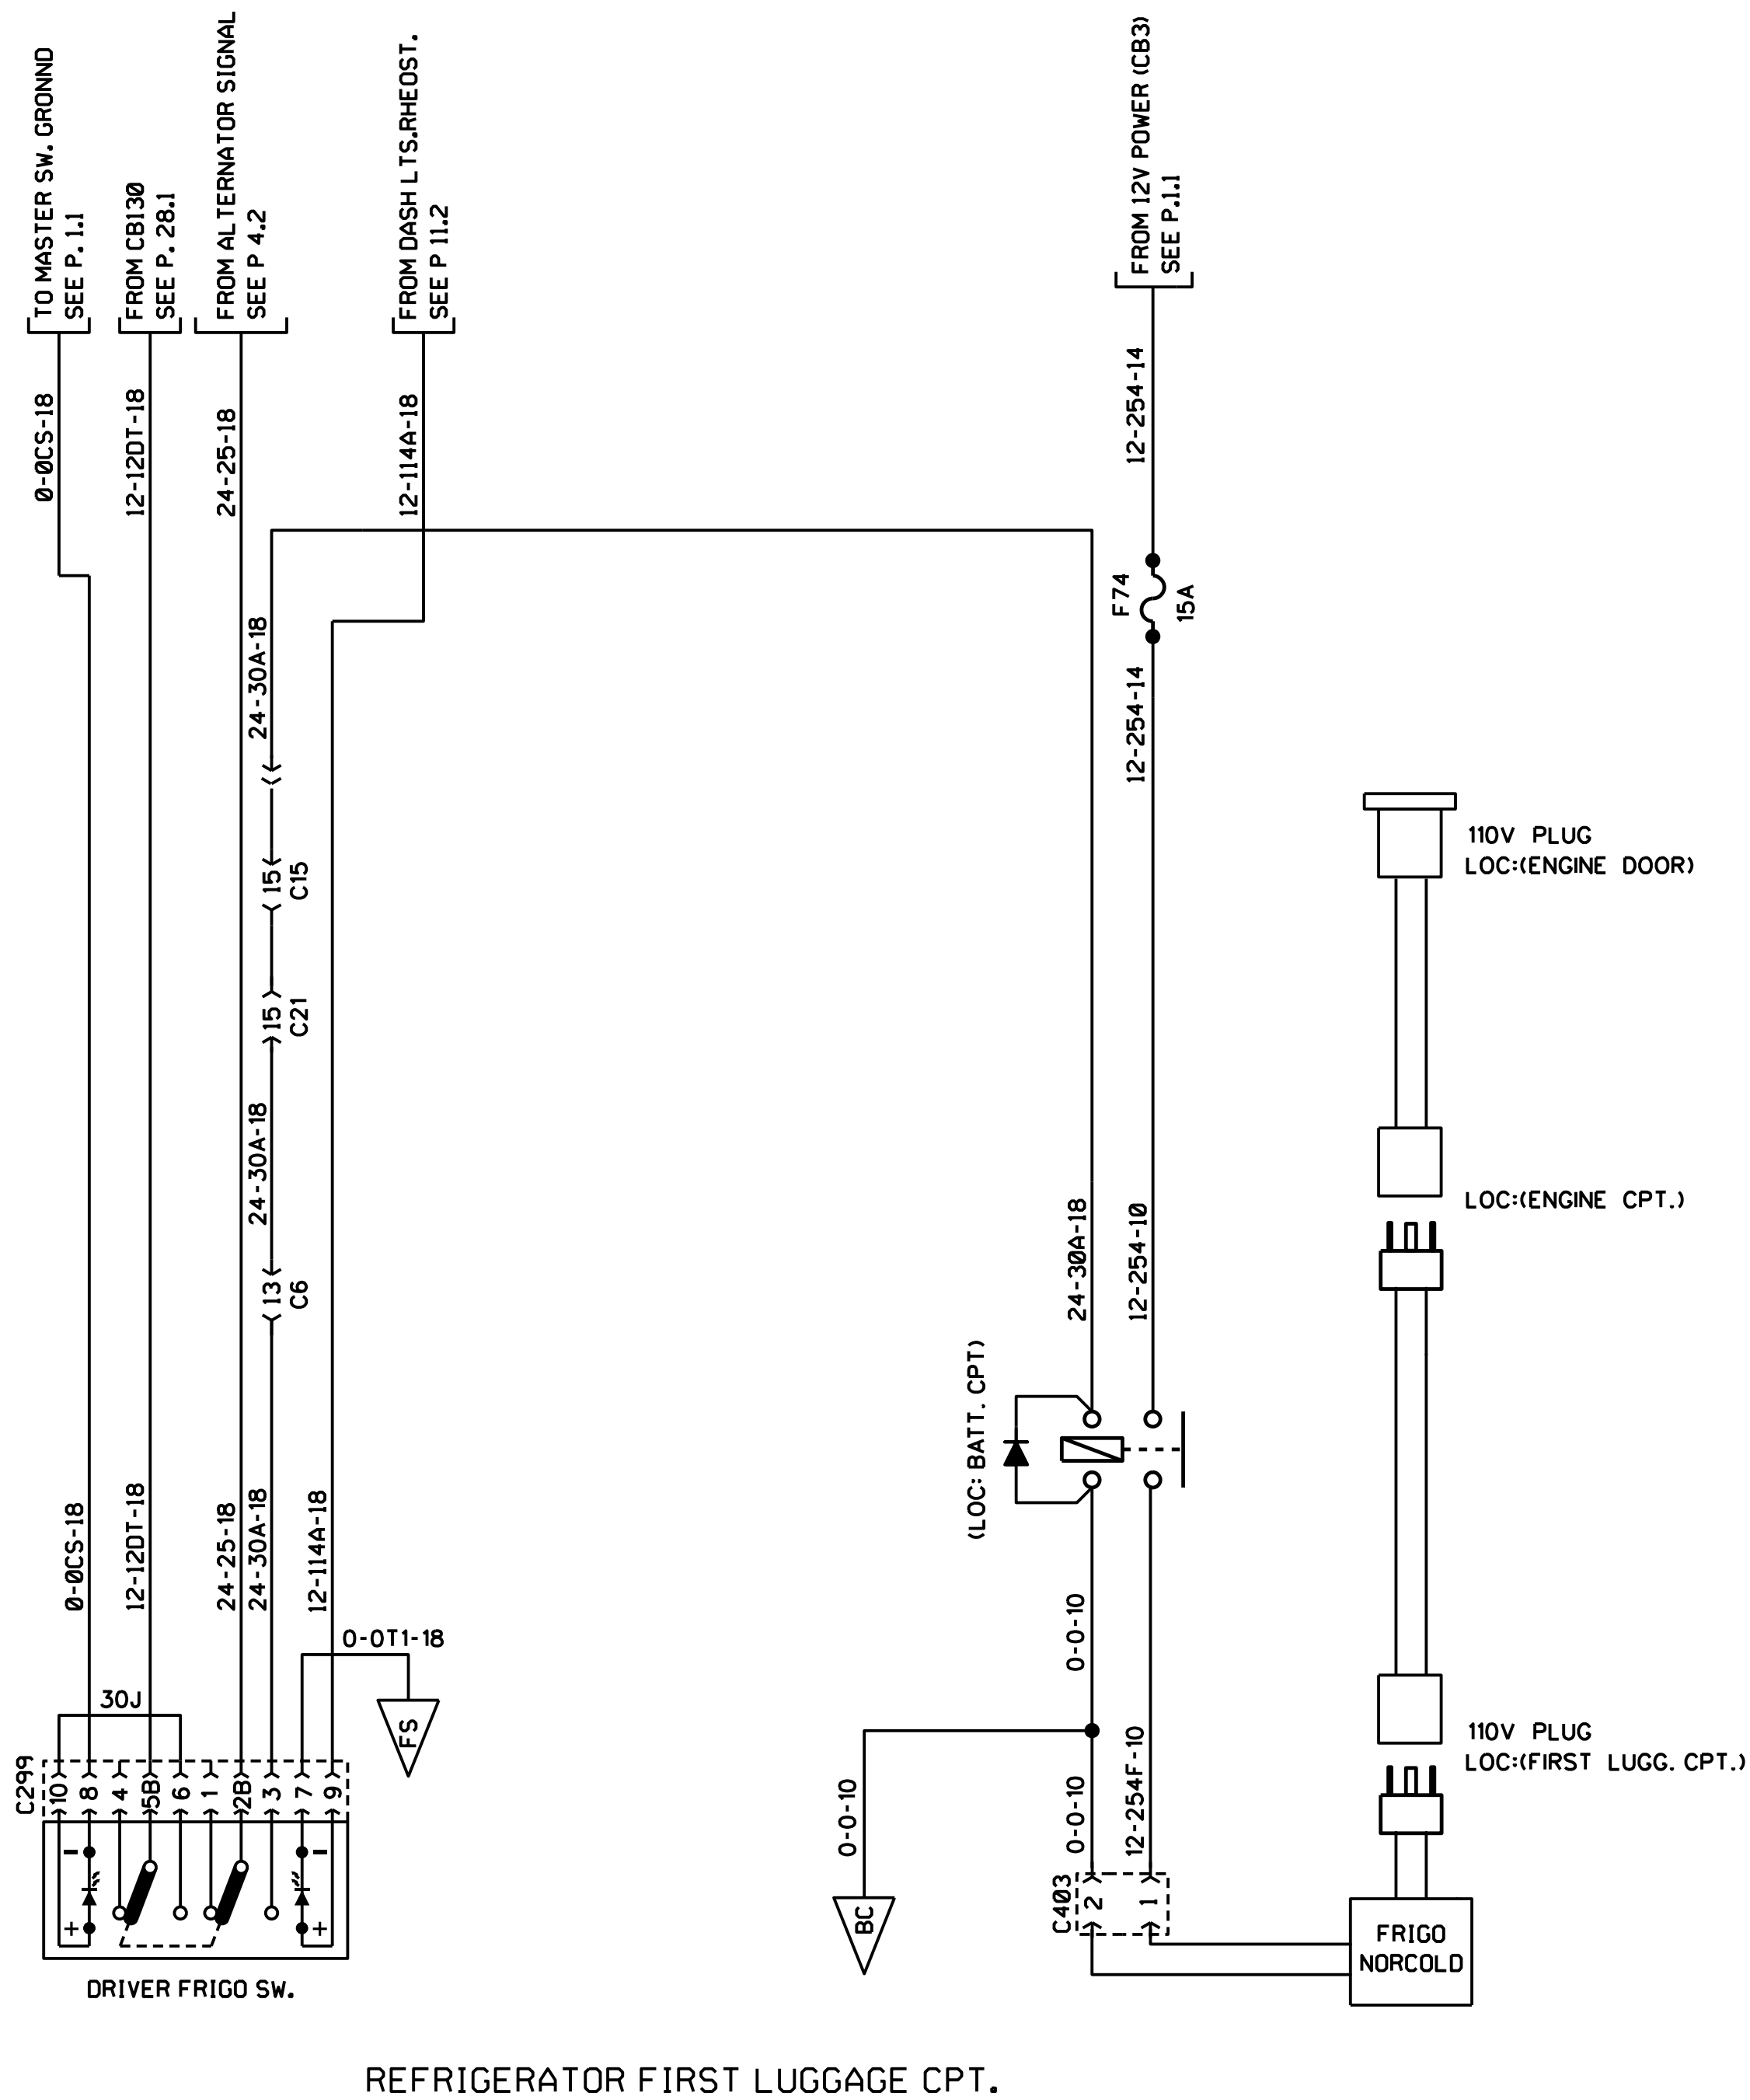 TO MASTER SW. GRONND
SEE P. 1.1
FROM CB130
SEE P. 28.1
FROM ALTERNATOR SIGNAL
SEE P 4.2
FROM DASH LTS.RHEOST.
SEE P 11.2
FROM 12V POWER (CB3)
SEE P.1.1
0-0CS-18
12-12DT-18
24-25-18
12-114A-18
12-254-14
F74
15A
24-30A-18
12-254-14
110V PLUG
LOC:(ENGINE DOOR)
15
C15
15
C21
24-30A-18
24-30A-18
12-254-10
LOC:(ENGINE CPT.)
13
C6
(LOC: BATT. CPT)
0-0CS-18
12-12DT-18
24-25-18
24-30A-18
12-114A-18
0-0-10
0-0T1-18
30J
FS
110V PLUG
LOC:(FIRST LUGG. CPT.)
C299
10
8
4
5B
6
1
2B
3
7
9
0-0-10
0-0-10
12-254F-10
- -
+ +
C403
2
1
BC
FRIGO
NORCOLD
DRIVER FRIGO SW.
REFRIGERATOR FIRST LUGGAGE CPT.